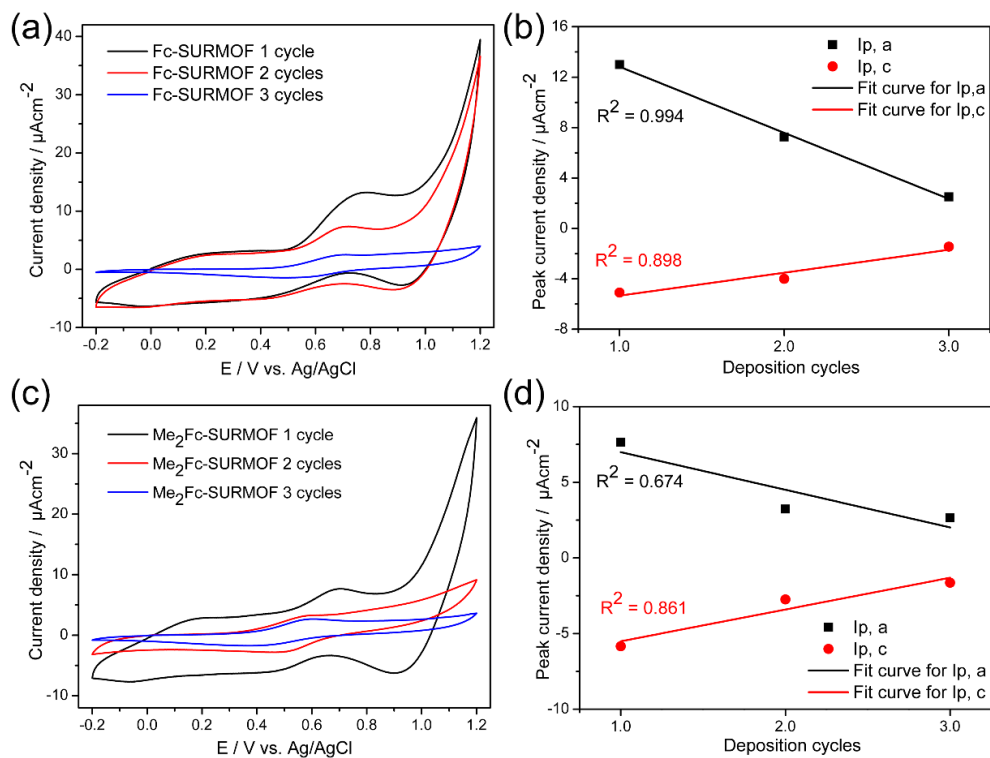 (a)
Fc-SURMOF 1 cycle
Fc-SURMOF 2 cycles
Fc-SURMOF 3 cycles
Current density / µAcm-2
40
30
20
10
0
-10
-0.2 0.0 0.2 0.4 0.6 0.8 1.0 1.2
E / V vs. Ag/AgCl
(b)
Ip, a
Ip, c
Fit curve for Ip,a
Fit curve for Ip,c
R2 = 0.994
R2 = 0.898
Peak current density / µAcm-2
16
12
8
4
0
-4
-8
1.0 2.0 3.0
Deposition cycles
(c)
Me2Fc-SURMOF 1 cycle
Me2Fc-SURMOF 2 cycles
Me2Fc-SURMOF 3 cycles
Current density / µAcm-2
30
20
10
0
-10
-0.2 0.0 0.2 0.4 0.6 0.8 1.0 1.2
E / V vs. Ag/AgCl
(d)
R2 = 0.674
R2 = 0.861
Ip, a
Ip, c
Fit curve for Ip, a
Fit curve for Ip, c
Peak current density / µAcm-2
10
5
0
-5
-10
1.0 2.0 3.0
Deposition cycles